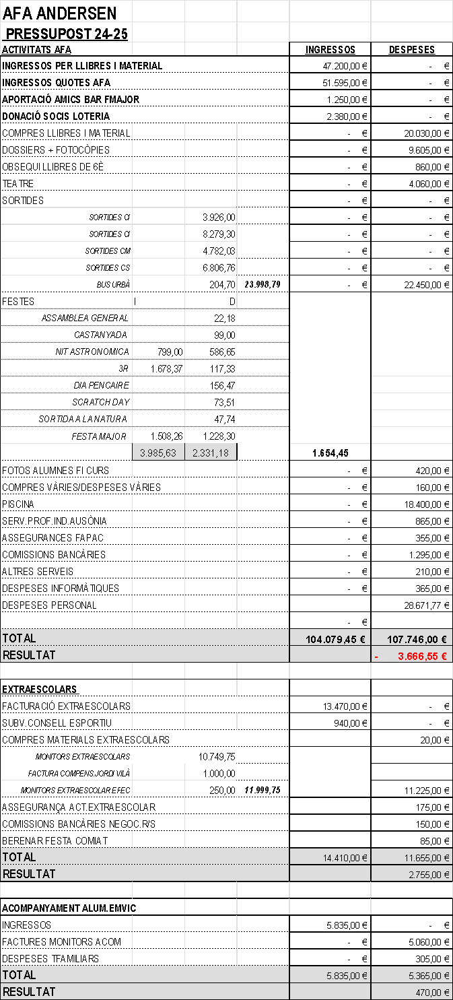 AFA ANDERSEN
PRESSUPOST 24-25
ACTIVITATS AFA INGRESSOS DESPESES
INGRESSOS PER LLIBRES I MATERIAL 47.200,00 € - €
INGRESSOS QUOTES AFA 51.595,00 € - €
APORTACIÓ AMICS BAR FMAJOR 1.250,00 € - €
DONACIÓ SOCIS LOTERIA 2.380,00 € - €
COMPRES LLIBRES I MATERIAL - € 20.030,00 €
DOSSIERS + FOTOCÒPIES - € 9.605,00 €
OBSEQUI LLIBRES DE 6È - € 860,00 €
TEATRE - € 4.060,00 €
SORTIDES - € - €
SORTIDES CI 3.926,00 - € - €
SORTIDES CI 8.279,30 - € - €
SORTIDES CM 4.782,03 - € - €
SORTIDES CS 6.806,76 - € - €
BUS URBÀ 204,70 23.998,79 - € 22.450,00 €
FESTES I D
ASSAMBLEA GENERAL 22,18
CASTANYADA 99,00
NIT ASTRONOMICA 799,00 586,65
3R 1.678,37 117,33
DIA PENCAIRE 156,47
SCRATCH DAY 73,51
SORTIDA A LA NATURA 47,74
FESTA MAJOR 1.508,26 1.228,30
3.985,63 2.331,18 1.654,45
FOTOS ALUMNES FI CURS - € 420,00 €
COMPRES VÀRIES/DESPESES VÀRIES - € 160,00 €
PISCINA - € 18.400,00 €
SERV.PROF.IND.AUSÒNIA - € 865,00 €
ASSEGURANCES FAPAC - € 355,00 €
COMISSIONS BANCÀRIES - € 1.295,00 €
ALTRES SERVEIS - € 210,00 €
DESPESES INFORMÀTIQUES - € 365,00 €
DESPESES PERSONAL 28.671,77 €
- €
TOTAL 104.079,45 € 107.746,00 €
RESULTAT - 3.666,55 €
EXTRAESCOLARS
FACTURACIÓ EXTRAESCOLARS 13.470,00 € - €
SUBV.CONSELL ESPORTIU 940,00 € - €
COMPRES MATERIALS EXTRAESCOLARS 20,00 €
MONITORS EXTRAESCOLARS 10.749,75
FACTURA COMPENS.JORDI VILÀ 1.000,00
MONITORS EXTRAESCOLAR EFEC 250,00 11.999,75 11.225,00 €
ASSEGURANÇA ACT.EXTRAESCOLAR 175,00 €
COMISSIONS BANCÀRIES NEGOC.R/S 150,00 €
BERENAR FESTA COMIAT 85,00 €
TOTAL 14.410,00 € 11.655,00 €
RESULTAT 2.755,00 €
ACOMPANYAMENT ALUM.EMVIC
INGRESSOS 5.835,00 € - €
FACTURES MONITORS ACOM - € 5.060,00 €
DESPESES TFAMILIARS - € 305,00 €
TOTAL 5.835,00 € 5.365,00 €
RESULTAT 470,00 €